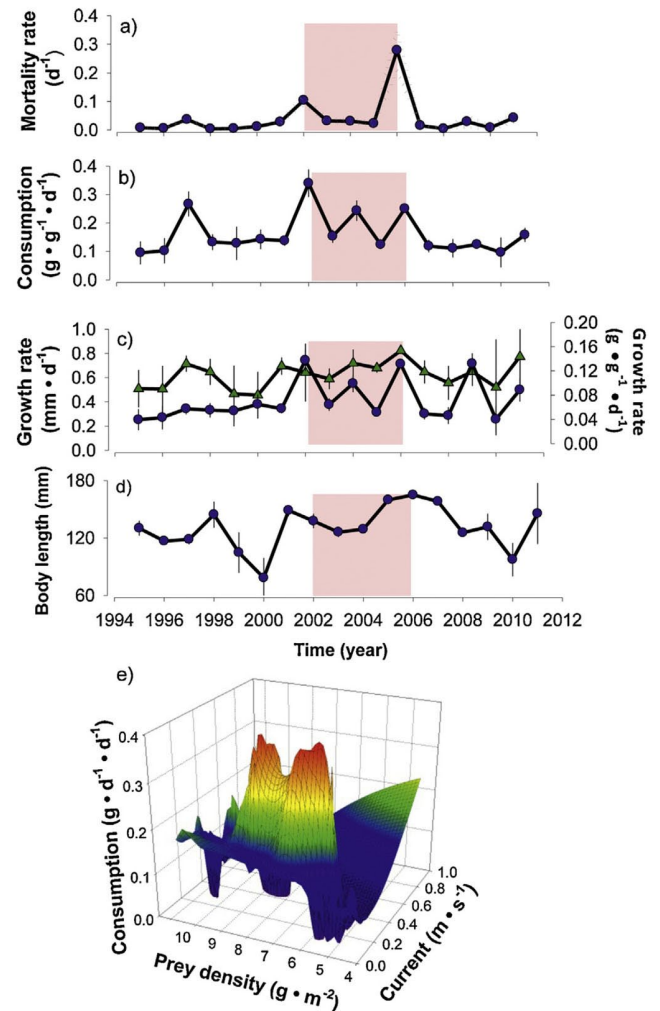 a)
Mortality rate
(d⁻¹)
0.4
0.3
0.2
0.1
0.0
b)
Consumption
(g • g⁻¹ • d⁻¹)
0.4
0.3
0.2
0.1
0.0
c)
Growth rate
(mm • d⁻¹)
1.0
0.8
0.6
0.4
0.2
0.0
0.20
0.16
0.12
0.08
0.04
0.00
Growth rate
(g • g⁻¹ • d⁻¹)
d)
Body length (mm)
180
120
60
1994 1996 1998 2000 2002 2004 2006 2008 2010 2012
Time (year)
e)
Consumption (g • d⁻¹ • d⁻¹)
0.4
0.3
0.2
0.1
0.0
10 9 8 7 6 5 4
Prey density (g • m⁻²)
0.0 0.2 0.4 0.6 0.8 1.0
Current (m • s⁻¹)